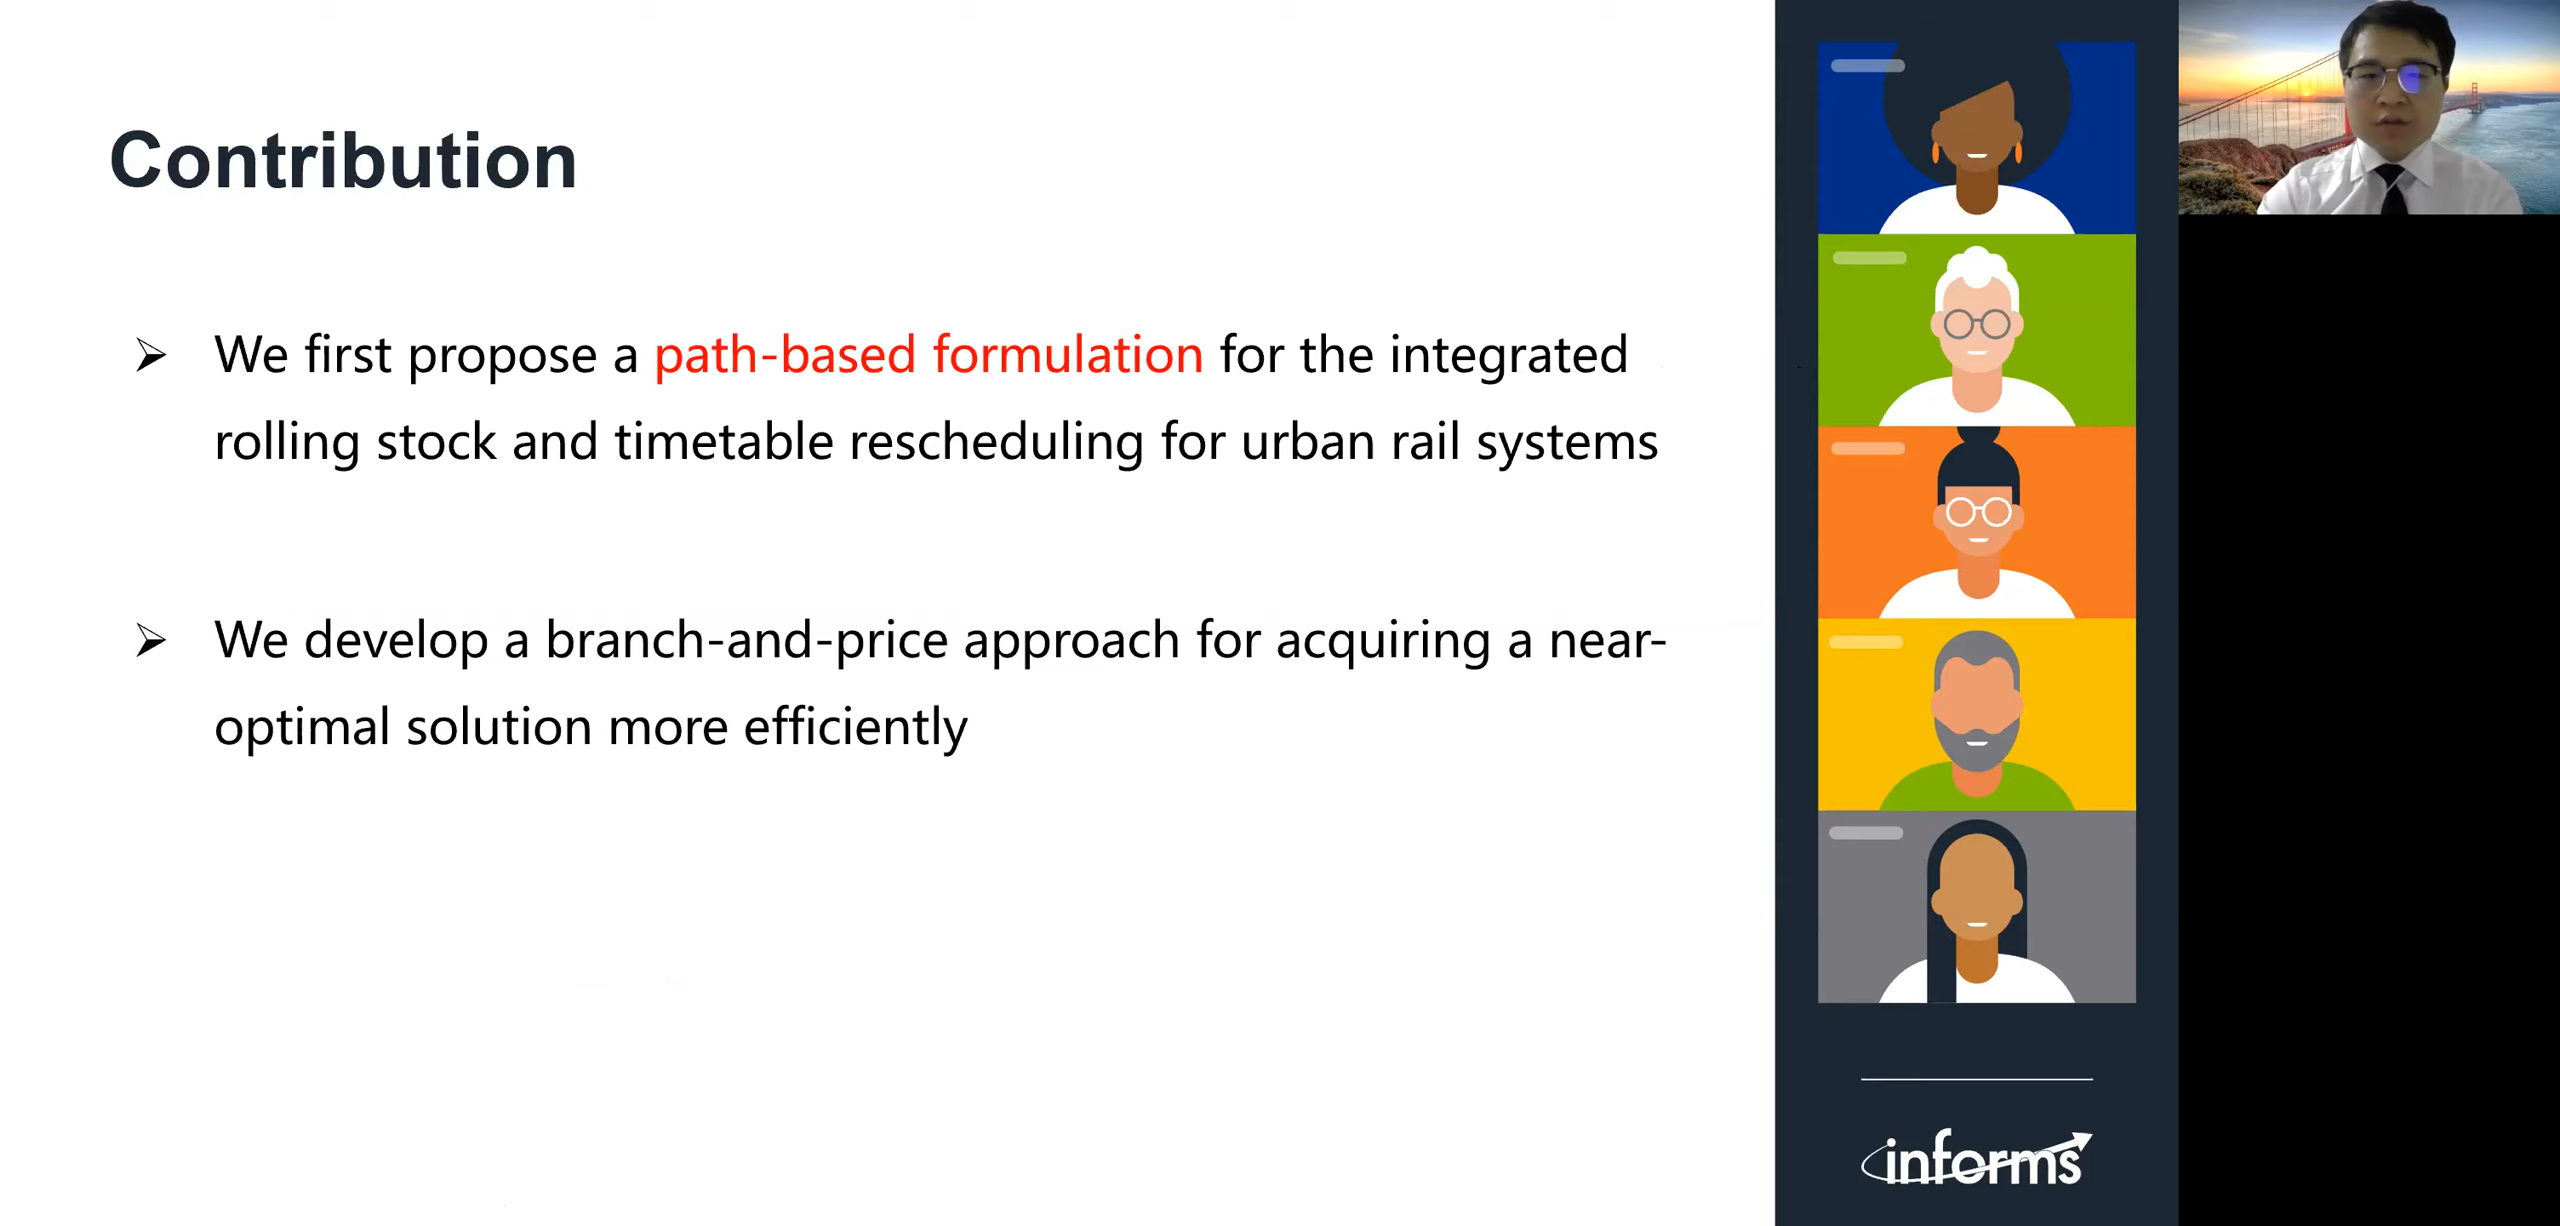 Contribution
➢ We first propose a path-based formulation for the integrated
rolling stock and timetable rescheduling for urban rail systems
➢ We develop a branch-and-price approach for acquiring a near-
optimal solution more efficiently
informs